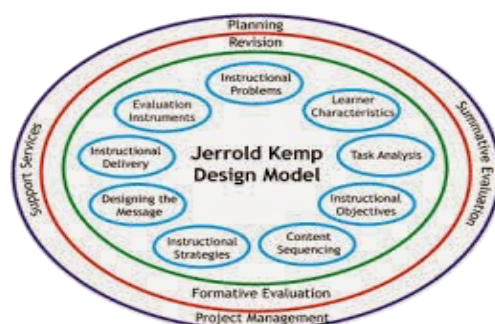 Planning
Revision
Instructional
Problems
Learner
Characteristics
Task Analysis
Instructional
Objectives
Content
Sequencing
Instructional
Strategies
Designing the
Message
Instructional
Delivery
Evaluation
Instruments
Jerrold Kemp
Design Model
Support Services
Summative Evaluation
Formative Evaluation
Project Management